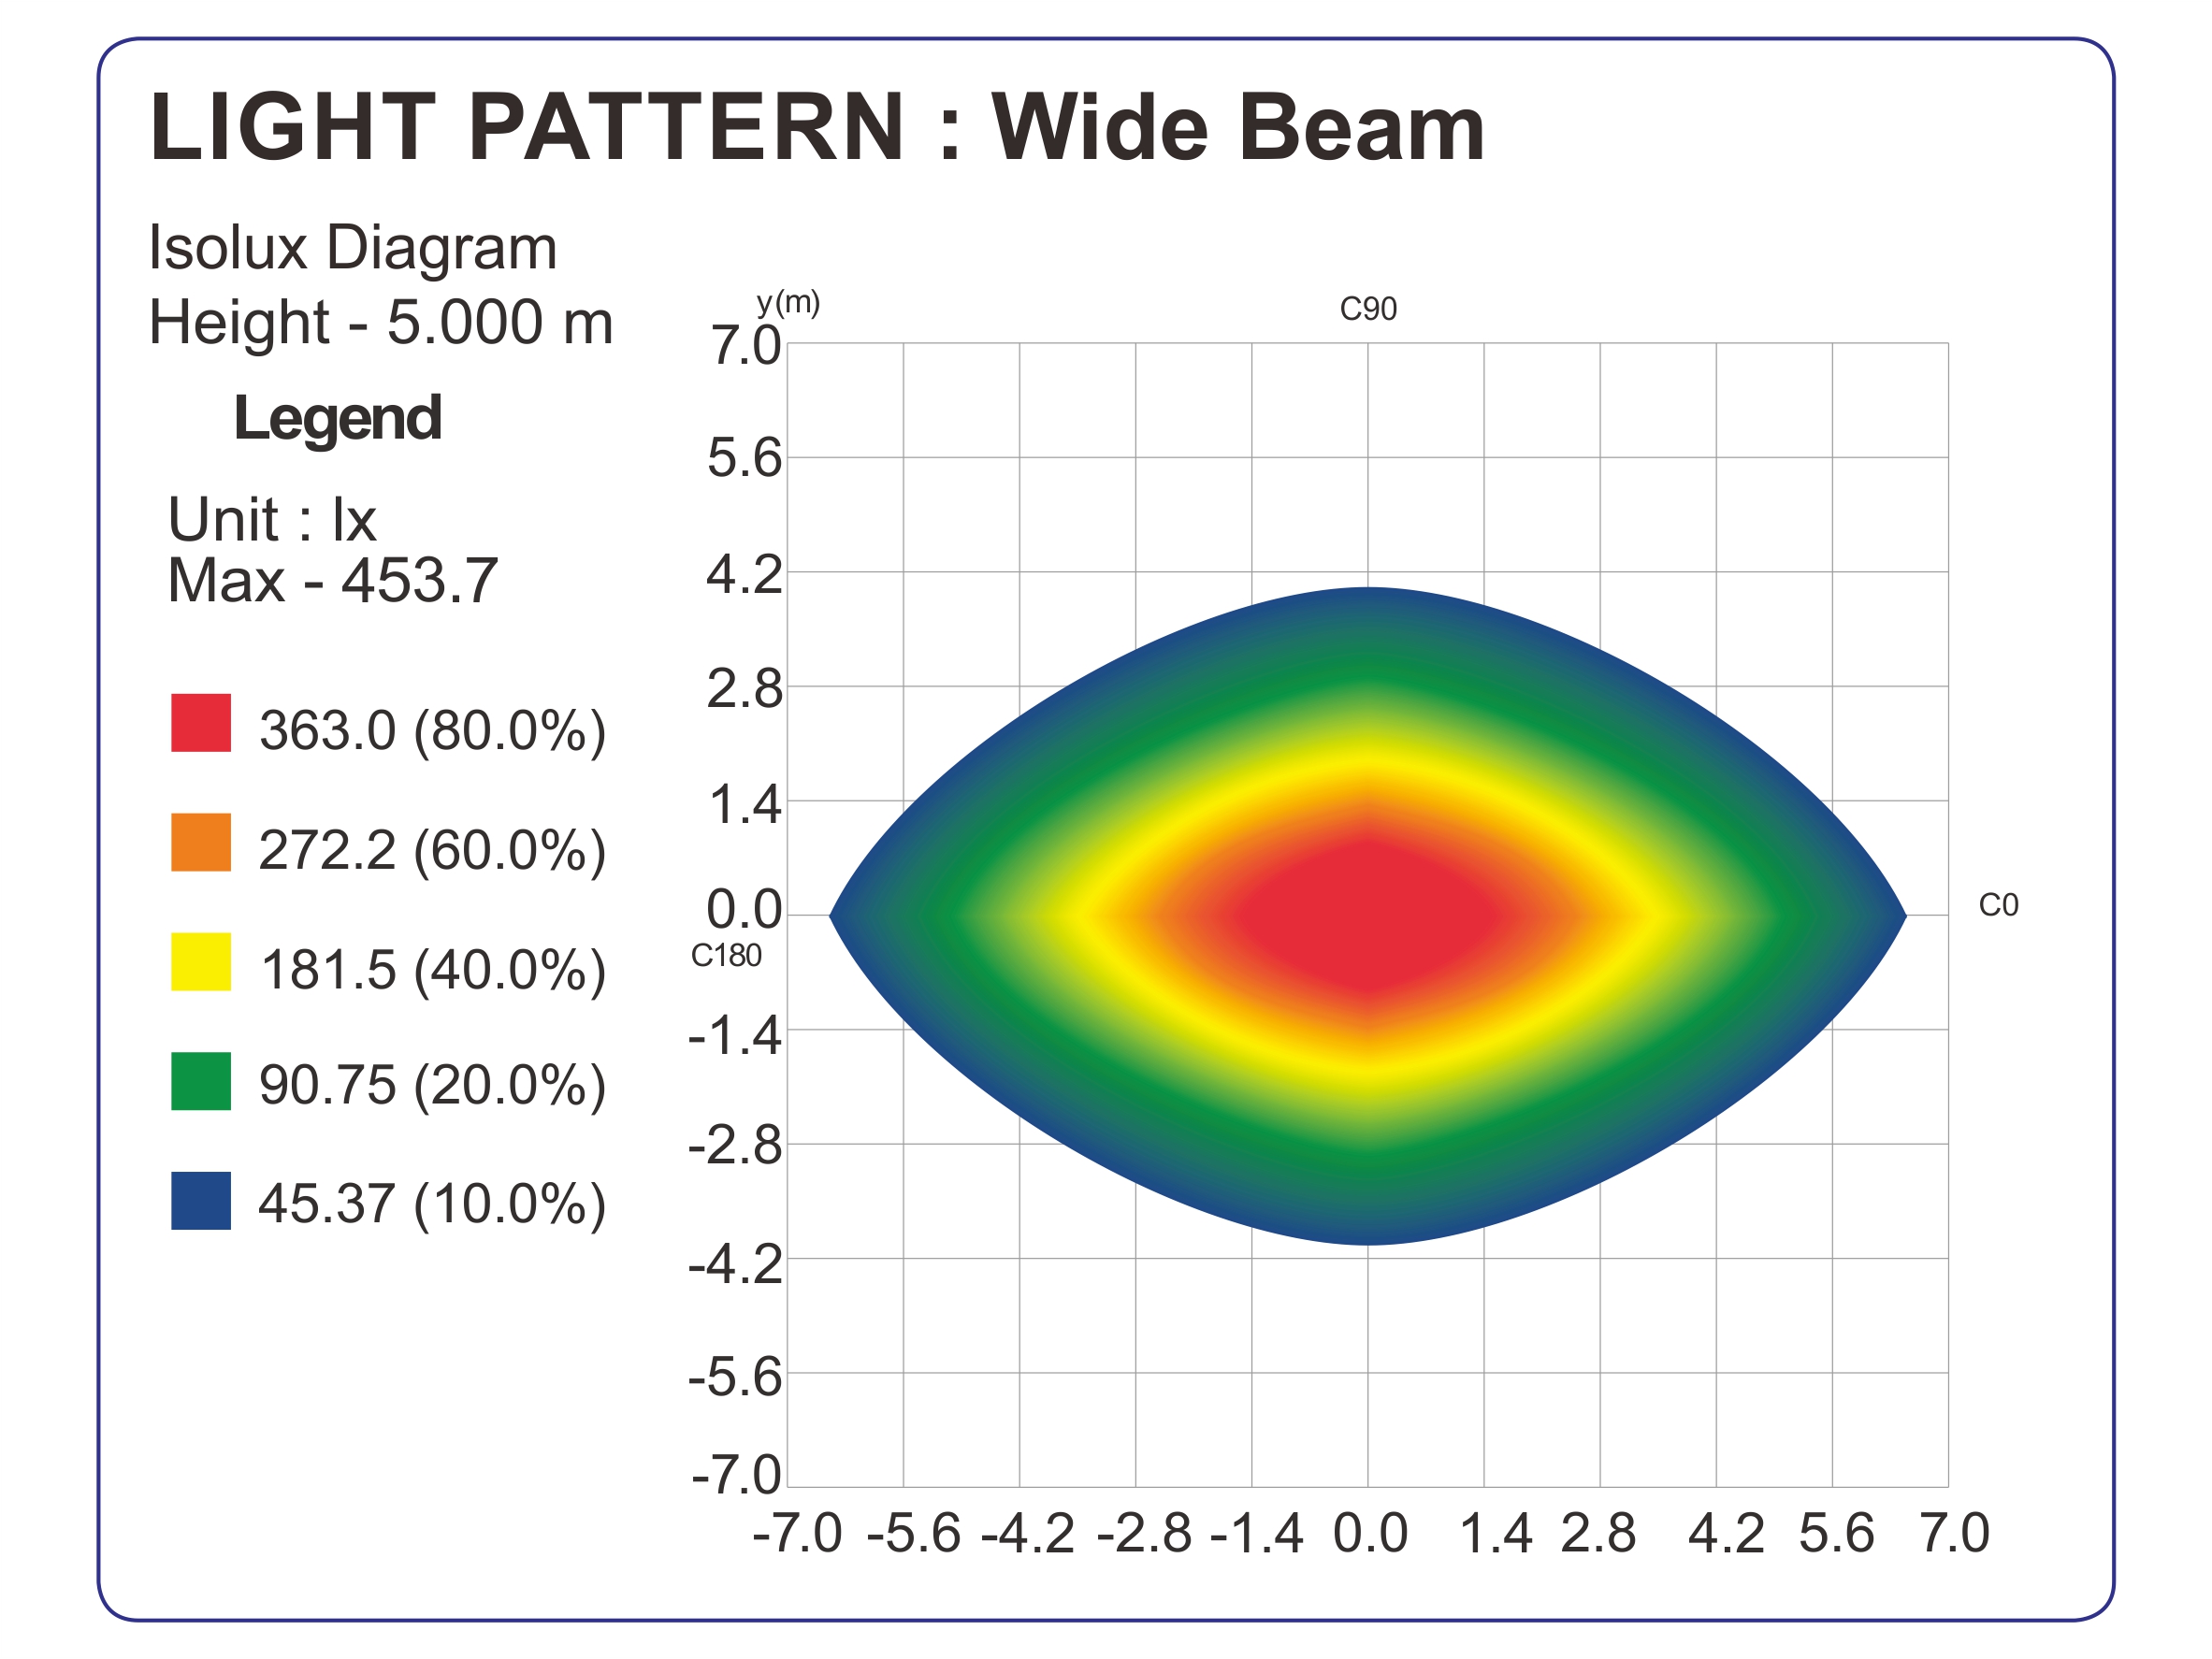 LIGHT PATTERN : Wide Beam
Isolux Diagram
Height - 5.000 m
Legend
Unit : lx
Max - 453.7
363.0 (80.0%)
272.2 (60.0%)
181.5 (40.0%)
90.75 (20.0%)
45.37 (10.0%)
y(m)
C90
7.0
5.6
4.2
2.8
1.4
0.0
C0
C180
-1.4
-2.8
-4.2
-5.6
-7.0
-7.0 -5.6 -4.2 -2.8 -1.4 0.0 1.4 2.8 4.2 5.6 7.0